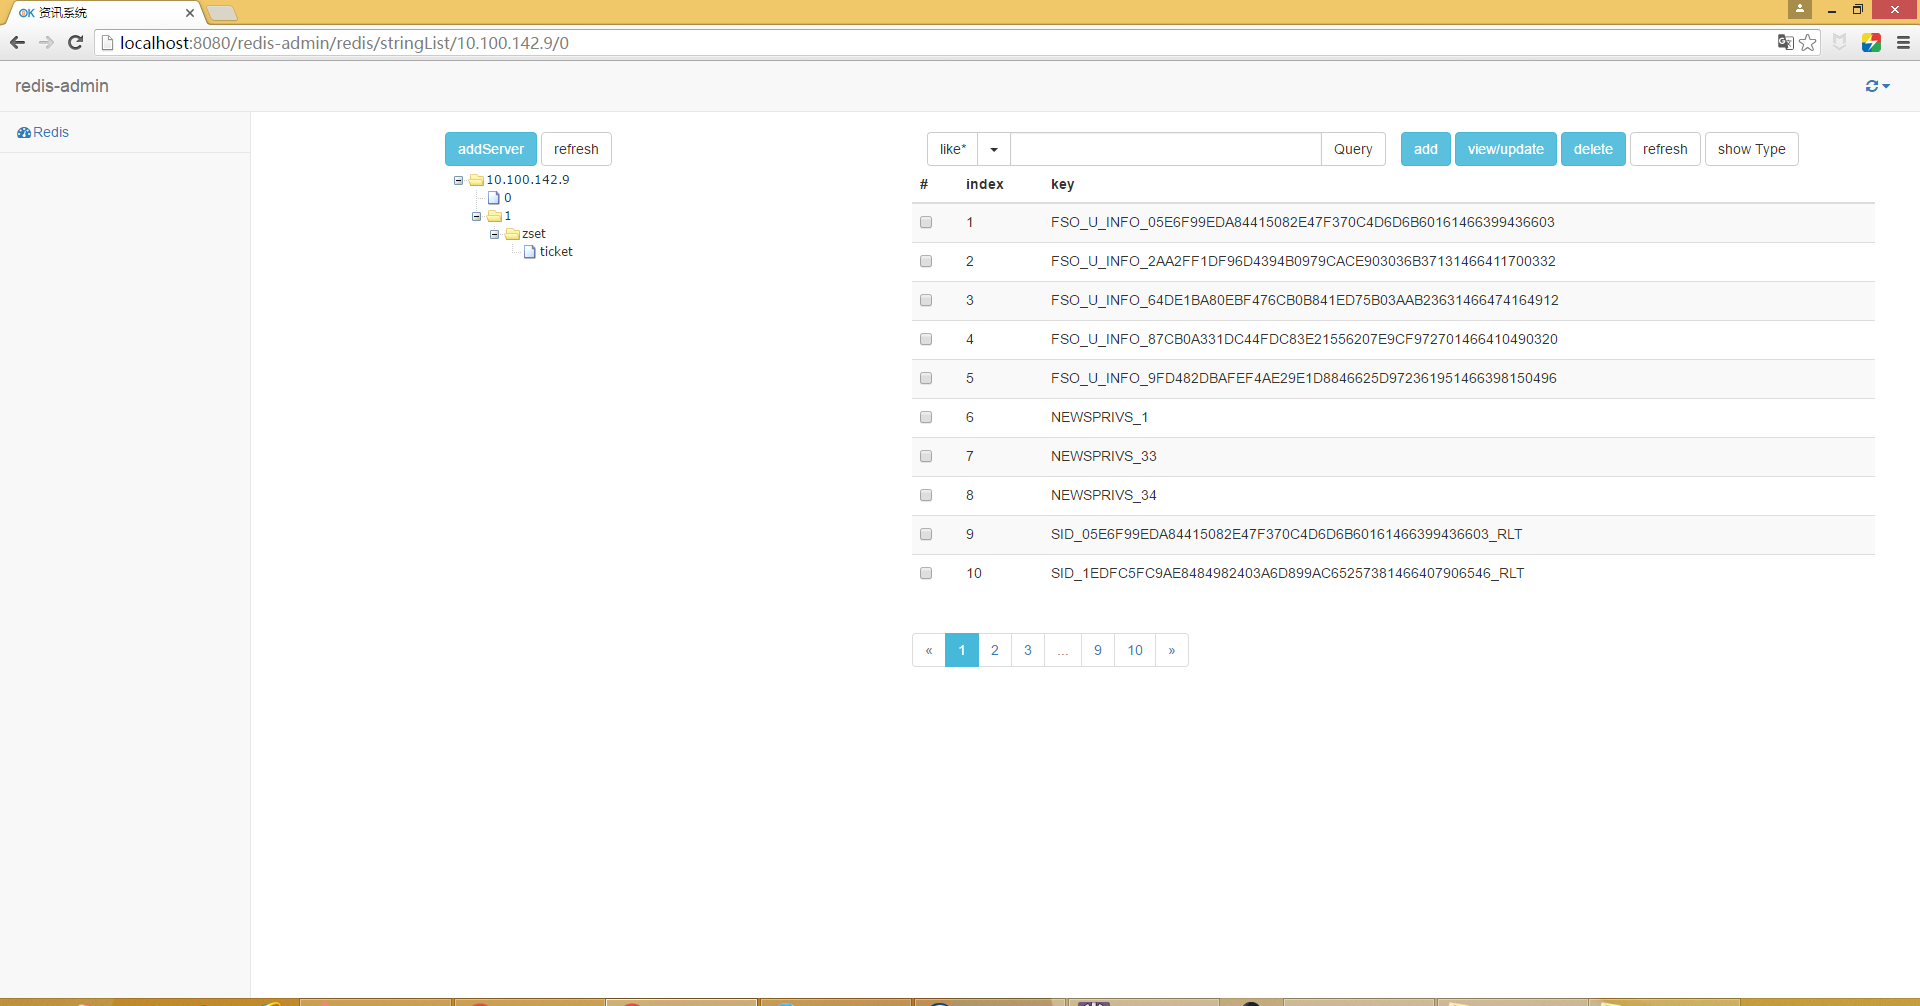 OK 资讯系统
localhost:8080/redis-admin/redis/stringList/10.100.142.9/0
redis-admin
Redis
addServer refresh
10.100.142.9
0
1
zset
ticket
like* Query add view/update delete refresh show Type
# index key
1 FSO_U_INFO_05E6F99EDA84415082E47F370C4D6D6B60161466399436603
2 FSO_U_INFO_2AA2FF1DF96D4394B0979CACE903036B37131466411700332
3 FSO_U_INFO_64DE1BA80EBF476CB0B841ED75B03AAB23631466474164912
4 FSO_U_INFO_87CB0A331DC44FDC83E21556207E9CF972701466410490320
5 FSO_U_INFO_9FD482DBAFEF4AE29E1D8846625D972361951466398150496
6 NEWSPRIVS_1
7 NEWSPRIVS_33
8 NEWSPRIVS_34
9 SID_05E6F99EDA84415082E47F370C4D6D6B60161466399436603_RLT
10 SID_1EDFC5FC9AE8484982403A6D899AC65257381466407906546_RLT
« 1 2 3 ... 9 10 »